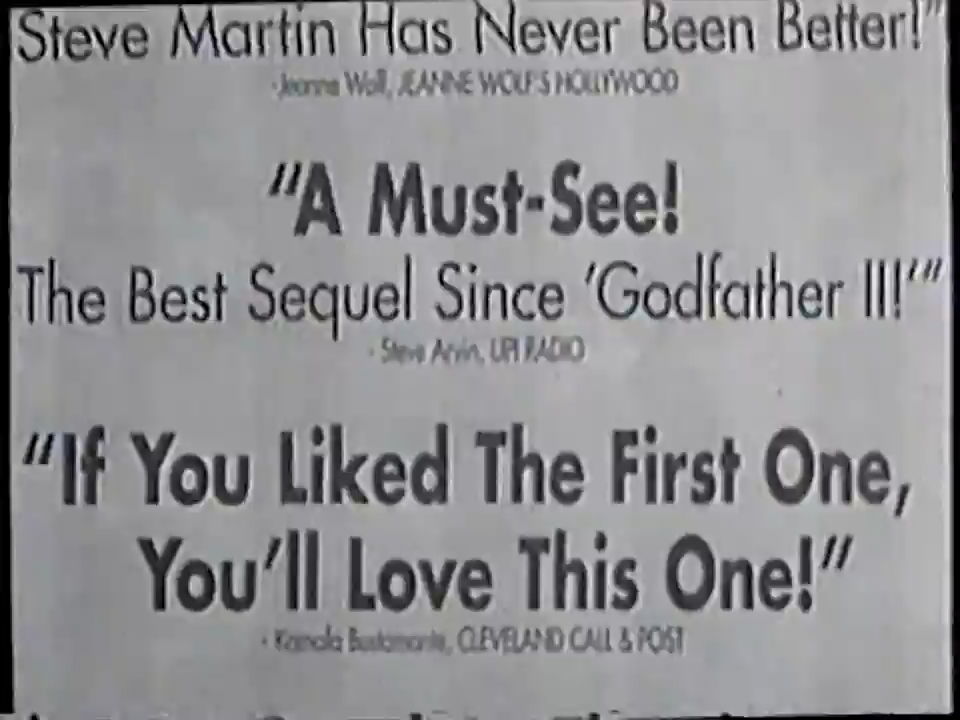 Steve Martin Has Never Been Better!"
-Jeanne Wolf, JEANNE WOLF'S HOLLYWOOD
"A Must-See!
The Best Sequel Since 'Godfather II!'"
- Steve Arvin, UPI RADIO
"If You Liked The First One,
You'll Love This One!"
- Kamala Bustamante, CLEVELAND CALL & POST